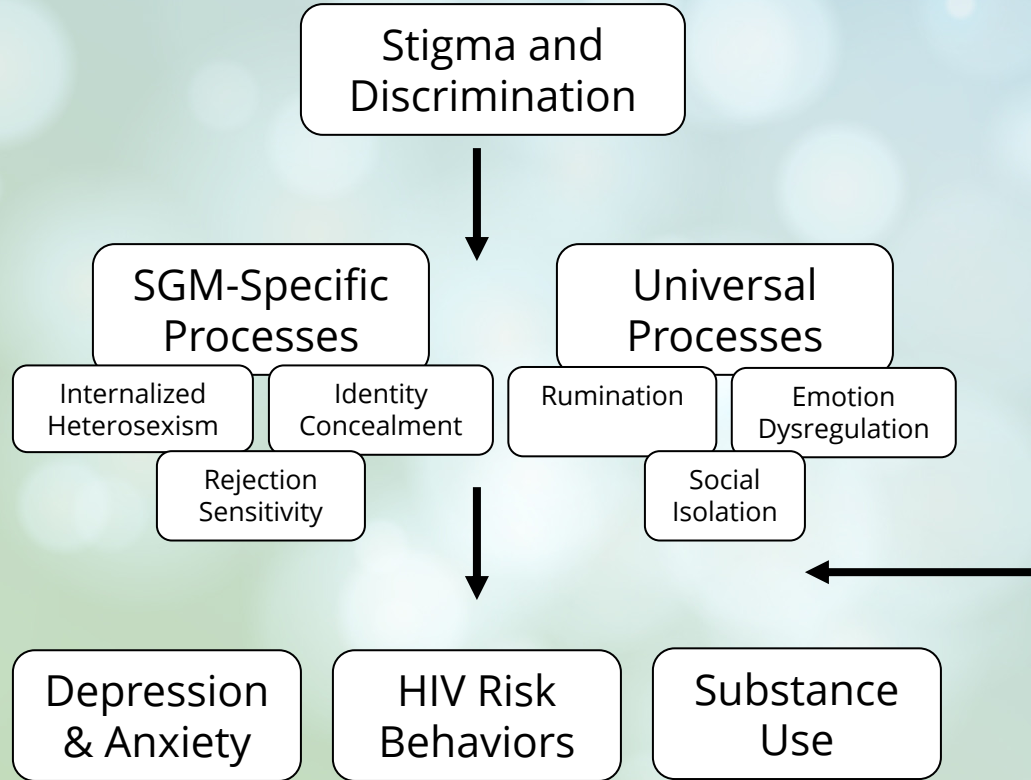 Stigma and
Discrimination
SGM-Specific
Processes
Internalized
Heterosexism
Identity
Concealment
Rejection
Sensitivity
Universal
Processes
Rumination
Emotion
Dysregulation
Social
Isolation
Depression
& Anxiety
HIV Risk
Behaviors
Substance
Use